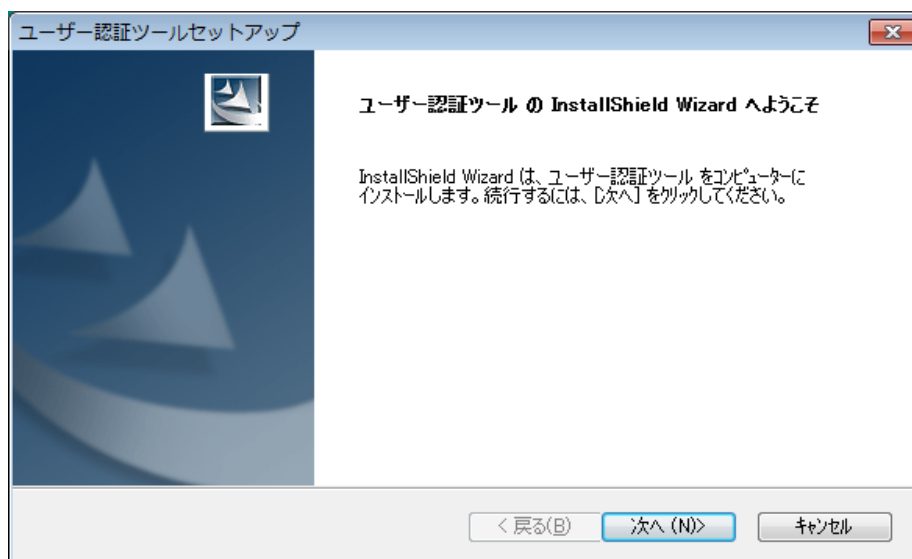 ユーザー認証ツールセットアップ
ユーザー認証ツール の InstallShield Wizard へようこそ
InstallShield Wizard は、ユーザー認証ツール をコンピューターに
インストールします。続行するには、[次へ] をクリックしてください。
< 戻る(B)
次へ (N)>
キャンセル